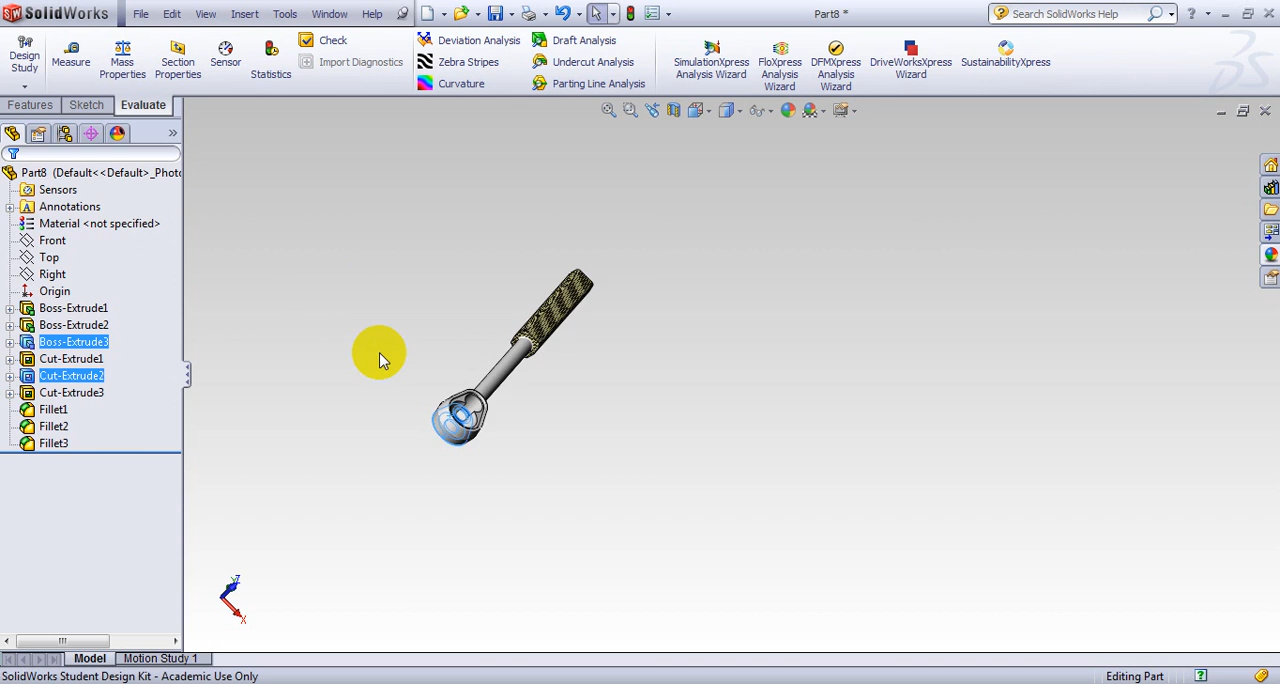 SolidWorks File Edit View Insert Tools Window Help Part8 * Search SolidWorks Help
Design Study
Measure
Mass Properties
Section Properties
Sensor
Statistics
Check
Import Diagnostics
Deviation Analysis
Zebra Stripes
Curvature
Draft Analysis
Undercut Analysis
Parting Line Analysis
SimulationXpress Analysis Wizard
FloXpress Analysis Wizard
DFMXpress Analysis Wizard
DriveWorksXpress Wizard
SustainabilityXpress
Features Sketch Evaluate
Part8 (Default<<Default>_Photo
Sensors
Annotations
Material <not specified>
Front
Top
Right
Origin
Boss-Extrude1
Boss-Extrude2
Boss-Extrude3
Cut-Extrude1
Cut-Extrude2
Cut-Extrude3
Fillet1
Fillet2
Fillet3
Z
X
Model Motion Study 1
SolidWorks Student Design Kit - Academic Use Only Editing Part